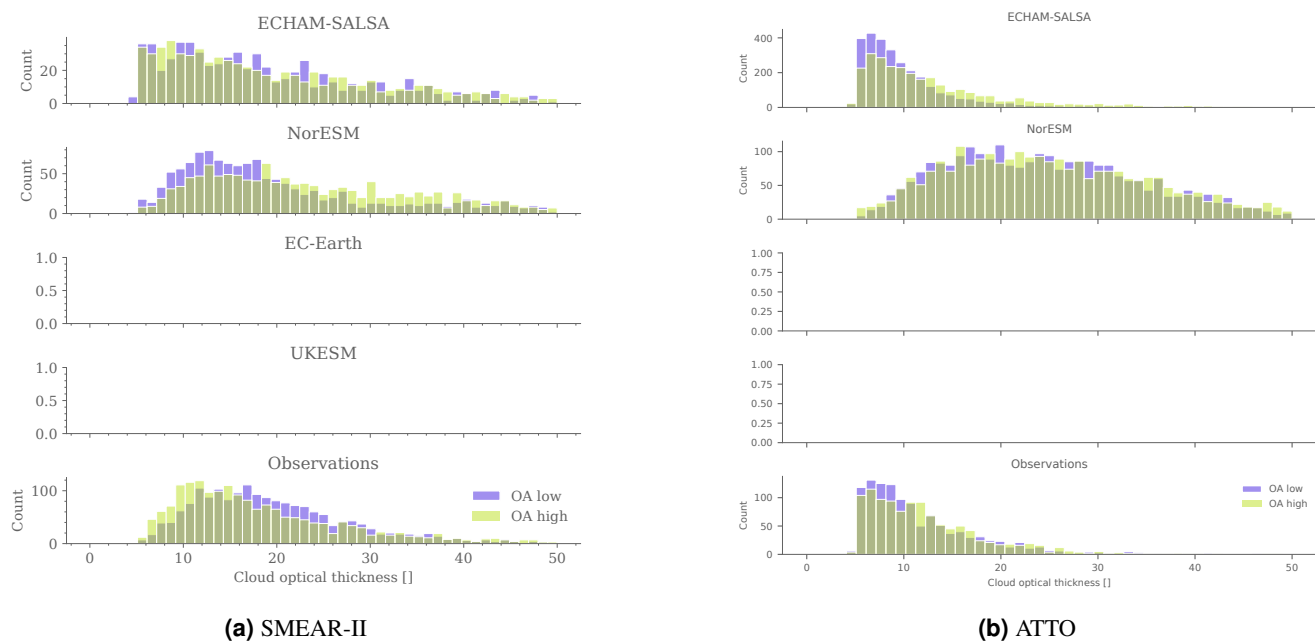 ECHAM-SALSA
Count
20
0
NorESM
Count
50
0
EC-Earth
1.0
0.5
0.0
UKESM
1.0
0.5
0.0
Observations
Count
100
0
OA low
OA high
0 10 20 30 40 50
Cloud optical thickness []
(a) SMEAR-II
ECHAM-SALSA
Count
400
200
0
NorESM
Count
100
50
0
1.00
0.75
0.50
0.25
0.00
1.00
0.75
0.50
0.25
0.00
Observations
Count
100
50
0
OA low
OA high
0 10 20 30 40 50
Cloud optical thickness []
(b) ATTO